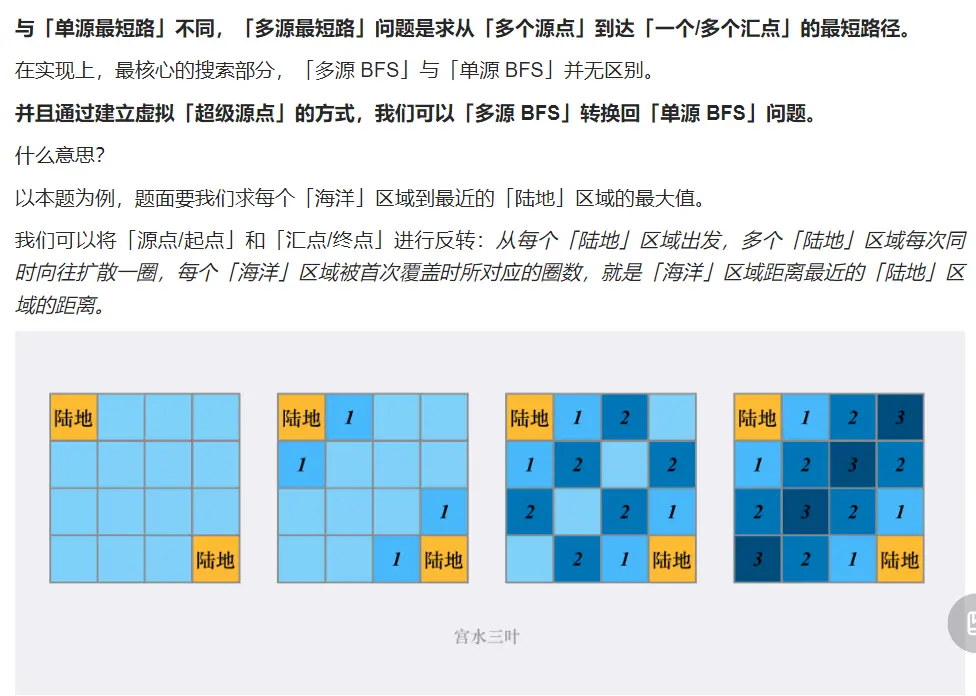 与「单源最短路」不同，「多源最短路」问题是求从「多个源点」到达「一个/多个汇点」的最短路径。
在实现上，最核心的搜索部分，「多源 BFS」与「单源 BFS」并无区别。
并且通过建立虚拟「超级源点」的方式，我们可以「多源 BFS」转换回「单源 BFS」问题。
什么意思？
以本题为例，题面要我们求每个「海洋」区域到最近的「陆地」区域的最大值。
我们可以将「源点/起点」和「汇点/终点」进行反转：从每个「陆地」区域出发，多个「陆地」区域每次同
时向往扩散一圈，每个「海洋」区域被首次覆盖时所对应的圈数，就是「海洋」区域距离最近的「陆地」区
域的距离。
陆地
陆地
陆地 1
1
1
1 陆地
陆地 1 2
1 2 2
2 2 1
2 1 陆地
陆地 1 2 3
1 2 3 2
2 3 2 1
3 2 1 陆地
宫水三叶